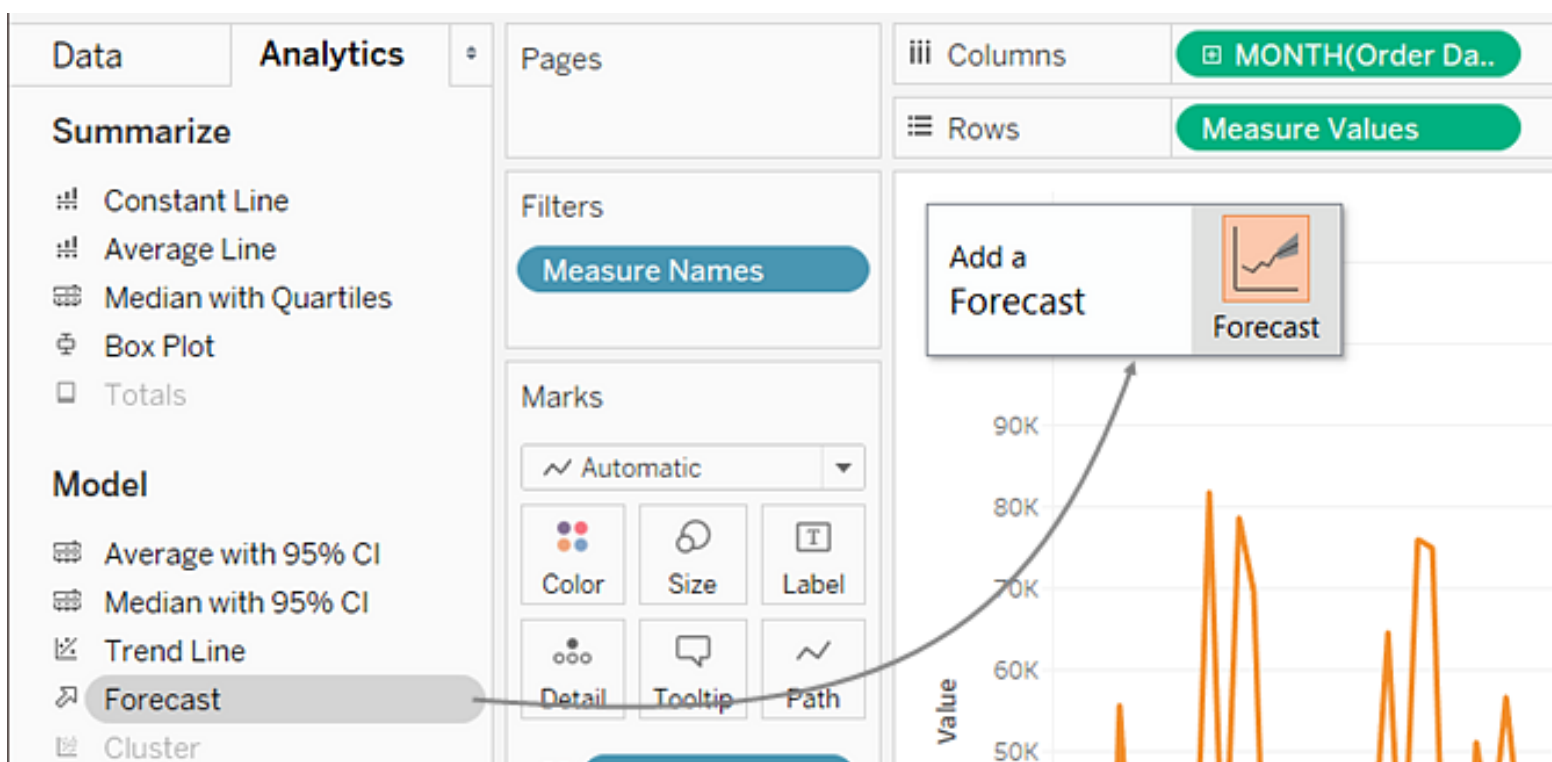 Data
Analytics
Summarize
Constant Line
Average Line
Median with Quartiles
Box Plot
Totals
Model
Average with 95% CI
Median with 95% CI
Trend Line
Forecast
Cluster
Pages
Filters
Measure Names
Marks
Automatic
Color
Size
T
Label
Detail
Tooltip
Path
Columns
MONTH(Order Da..
Rows
Measure Values
Add a
Forecast
Forecast
90K
80K
70K
60K
50K
Value